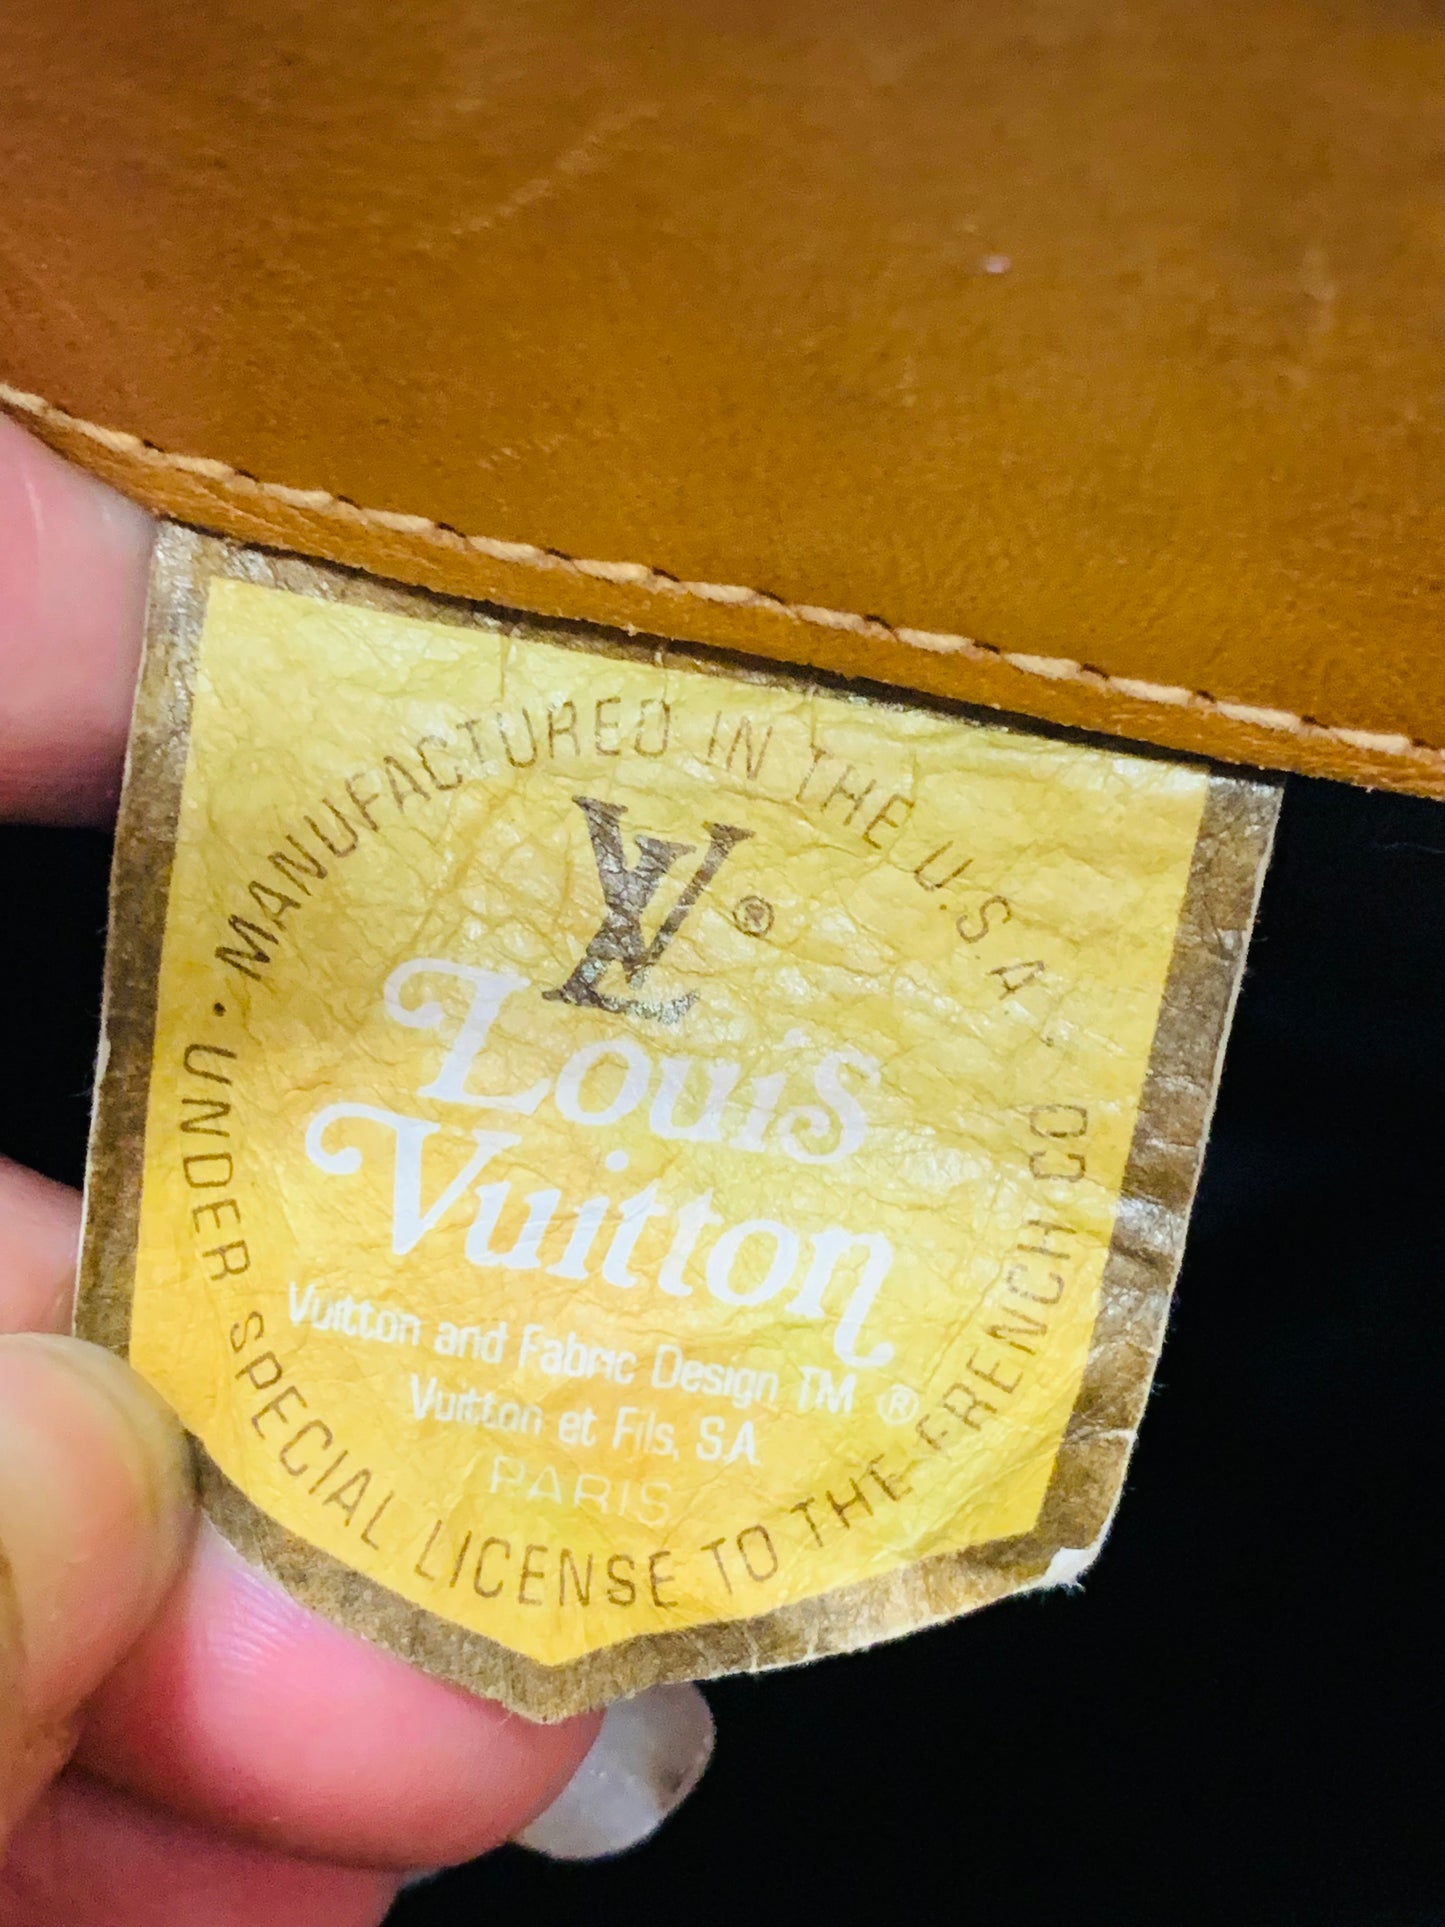 · MANUFACTURED IN THE U.S.A.
LV ®
Louis
Vuitton
Vuitton and Fabric Design TM ®
Vuitton et Fils, S.A.
PARIS
UNDER SPECIAL LICENSE TO THE FRENCH CO.